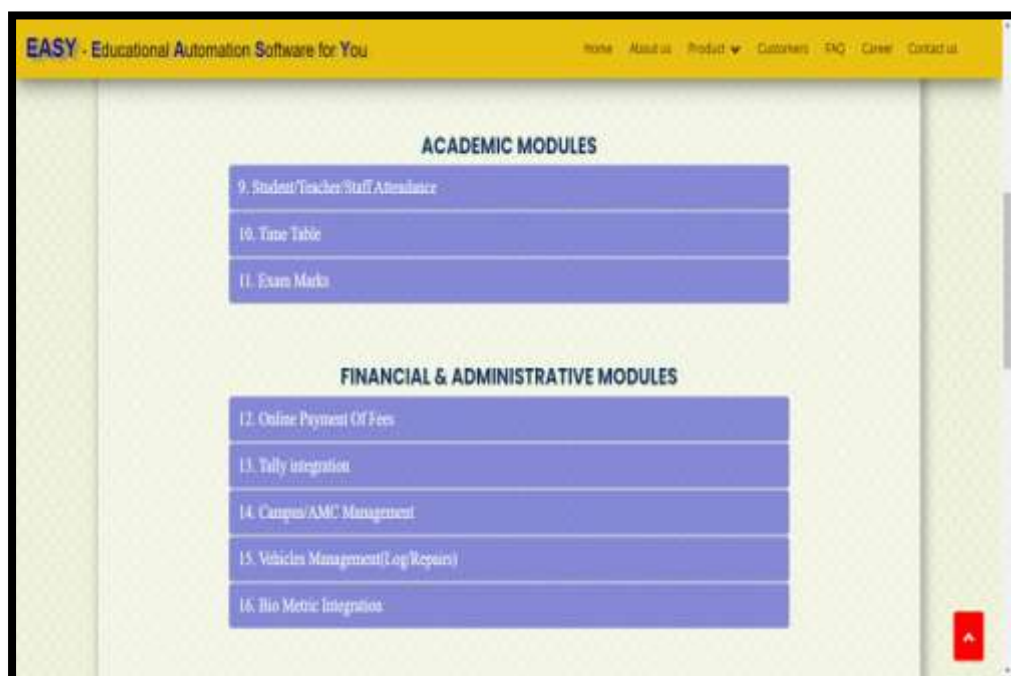 EASY - Educational Automation Software for You
Home About us Product Customers FAQ Career Contact us
ACADEMIC MODULES
9. Student/Teacher/Staff Attendance
10. Time Table
11. Exam Marks
FINANCIAL & ADMINISTRATIVE MODULES
12. Online Payment Of Fees
13. Tally integration
14. Campus/AMC Management
15. Vehicles Management(Log/Repairs)
16. Bio Metric Integration